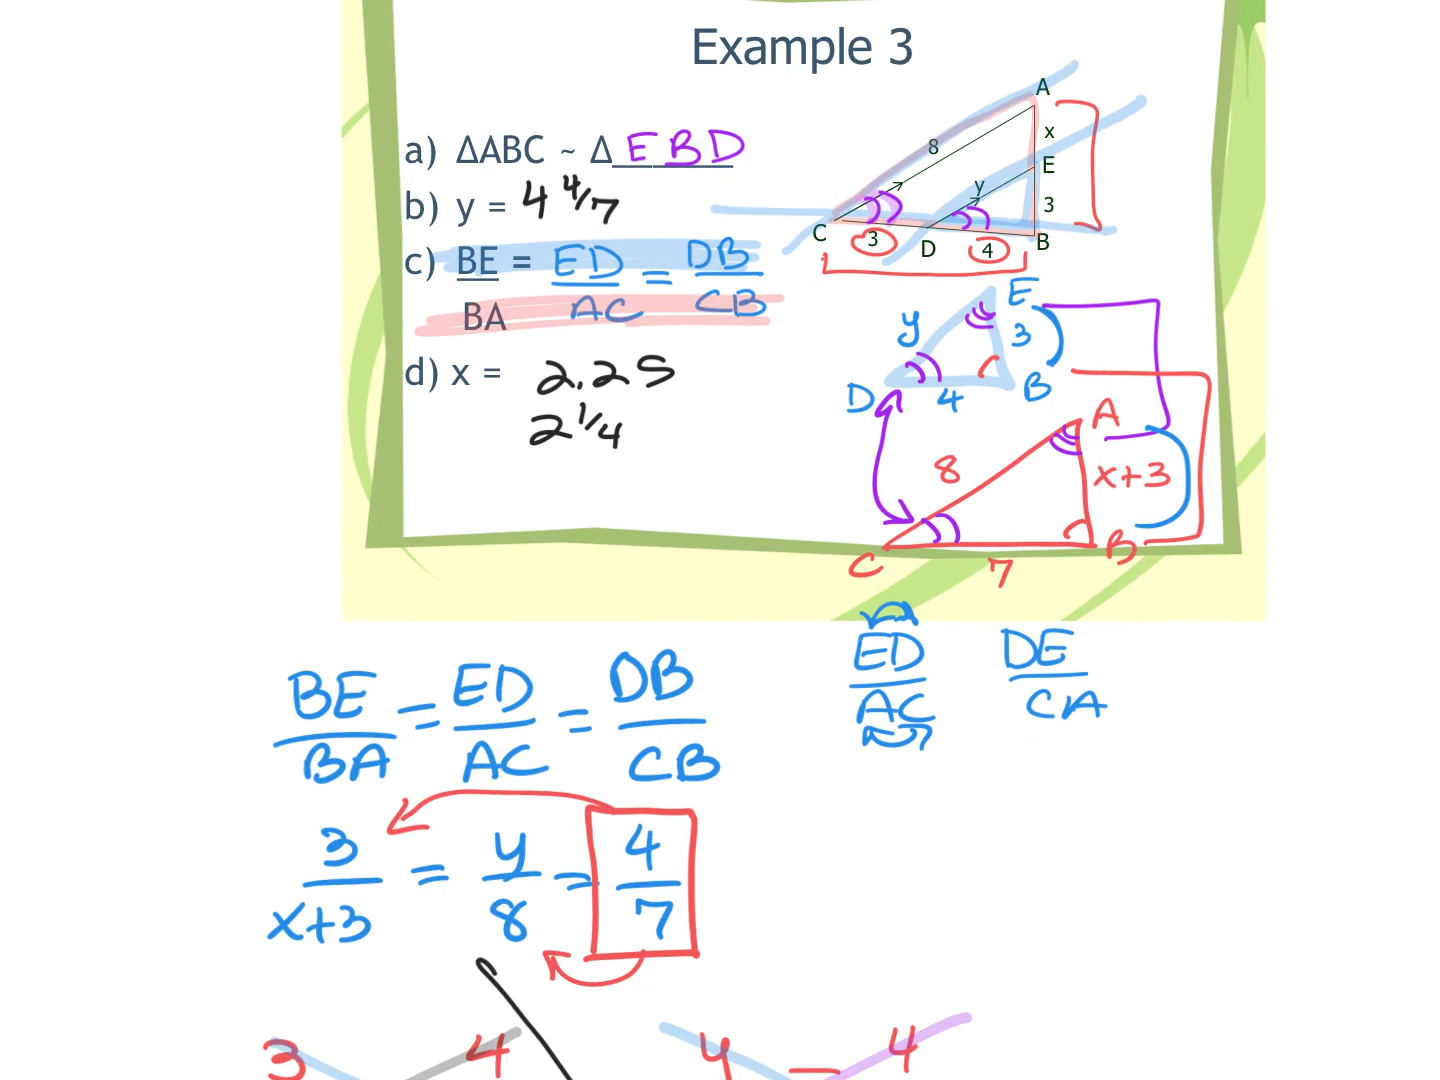 Example 3
a) ΔABC ~ Δ EBD
b) y = 4 4/7
c) BE = ED = DB
BA AC CB
d) x = 2.25
2 1/4
A
x
8
E
y
3
C 3 D 4 B
E
y 3
D 4 B
A
8 x+3
C 7 B
ED DE
AC CA
BE = ED = DB
BA AC CB
3 = y = 4
x+3 8 7
3 4 y = 4